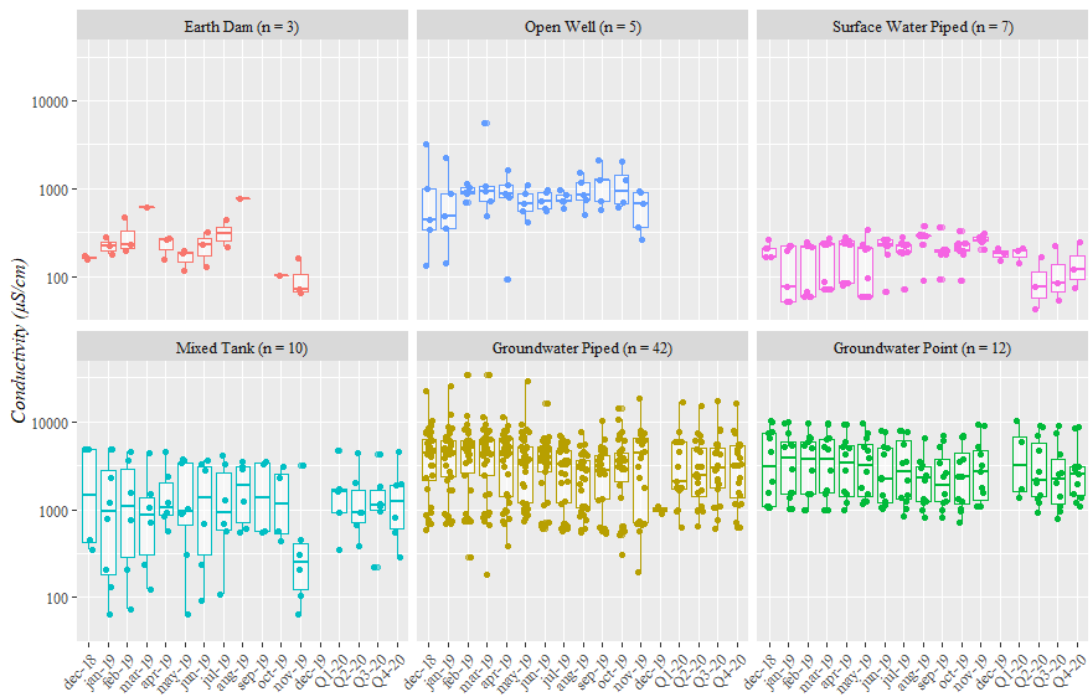 Earth Dam (n = 3)
Open Well (n = 5)
Surface Water Piped (n = 7)
10000
1000
100
Conductivity (μS/cm)
Mixed Tank (n = 10)
Groundwater Piped (n = 42)
Groundwater Point (n = 12)
10000
1000
100
dec-18 jan-19 feb-19 mar-19 apr-19 may-19 jun-19 jul-19 aug-19 sep-19 oct-19 nov-19 dec-19 Q1-20 Q2-20 Q3-20 Q4-20
dec-18 jan-19 feb-19 mar-19 apr-19 may-19 jun-19 jul-19 aug-19 sep-19 oct-19 nov-19 dec-19 Q1-20 Q2-20 Q3-20 Q4-20
dec-18 jan-19 feb-19 mar-19 apr-19 may-19 jun-19 jul-19 aug-19 sep-19 oct-19 nov-19 dec-19 Q1-20 Q2-20 Q3-20 Q4-20